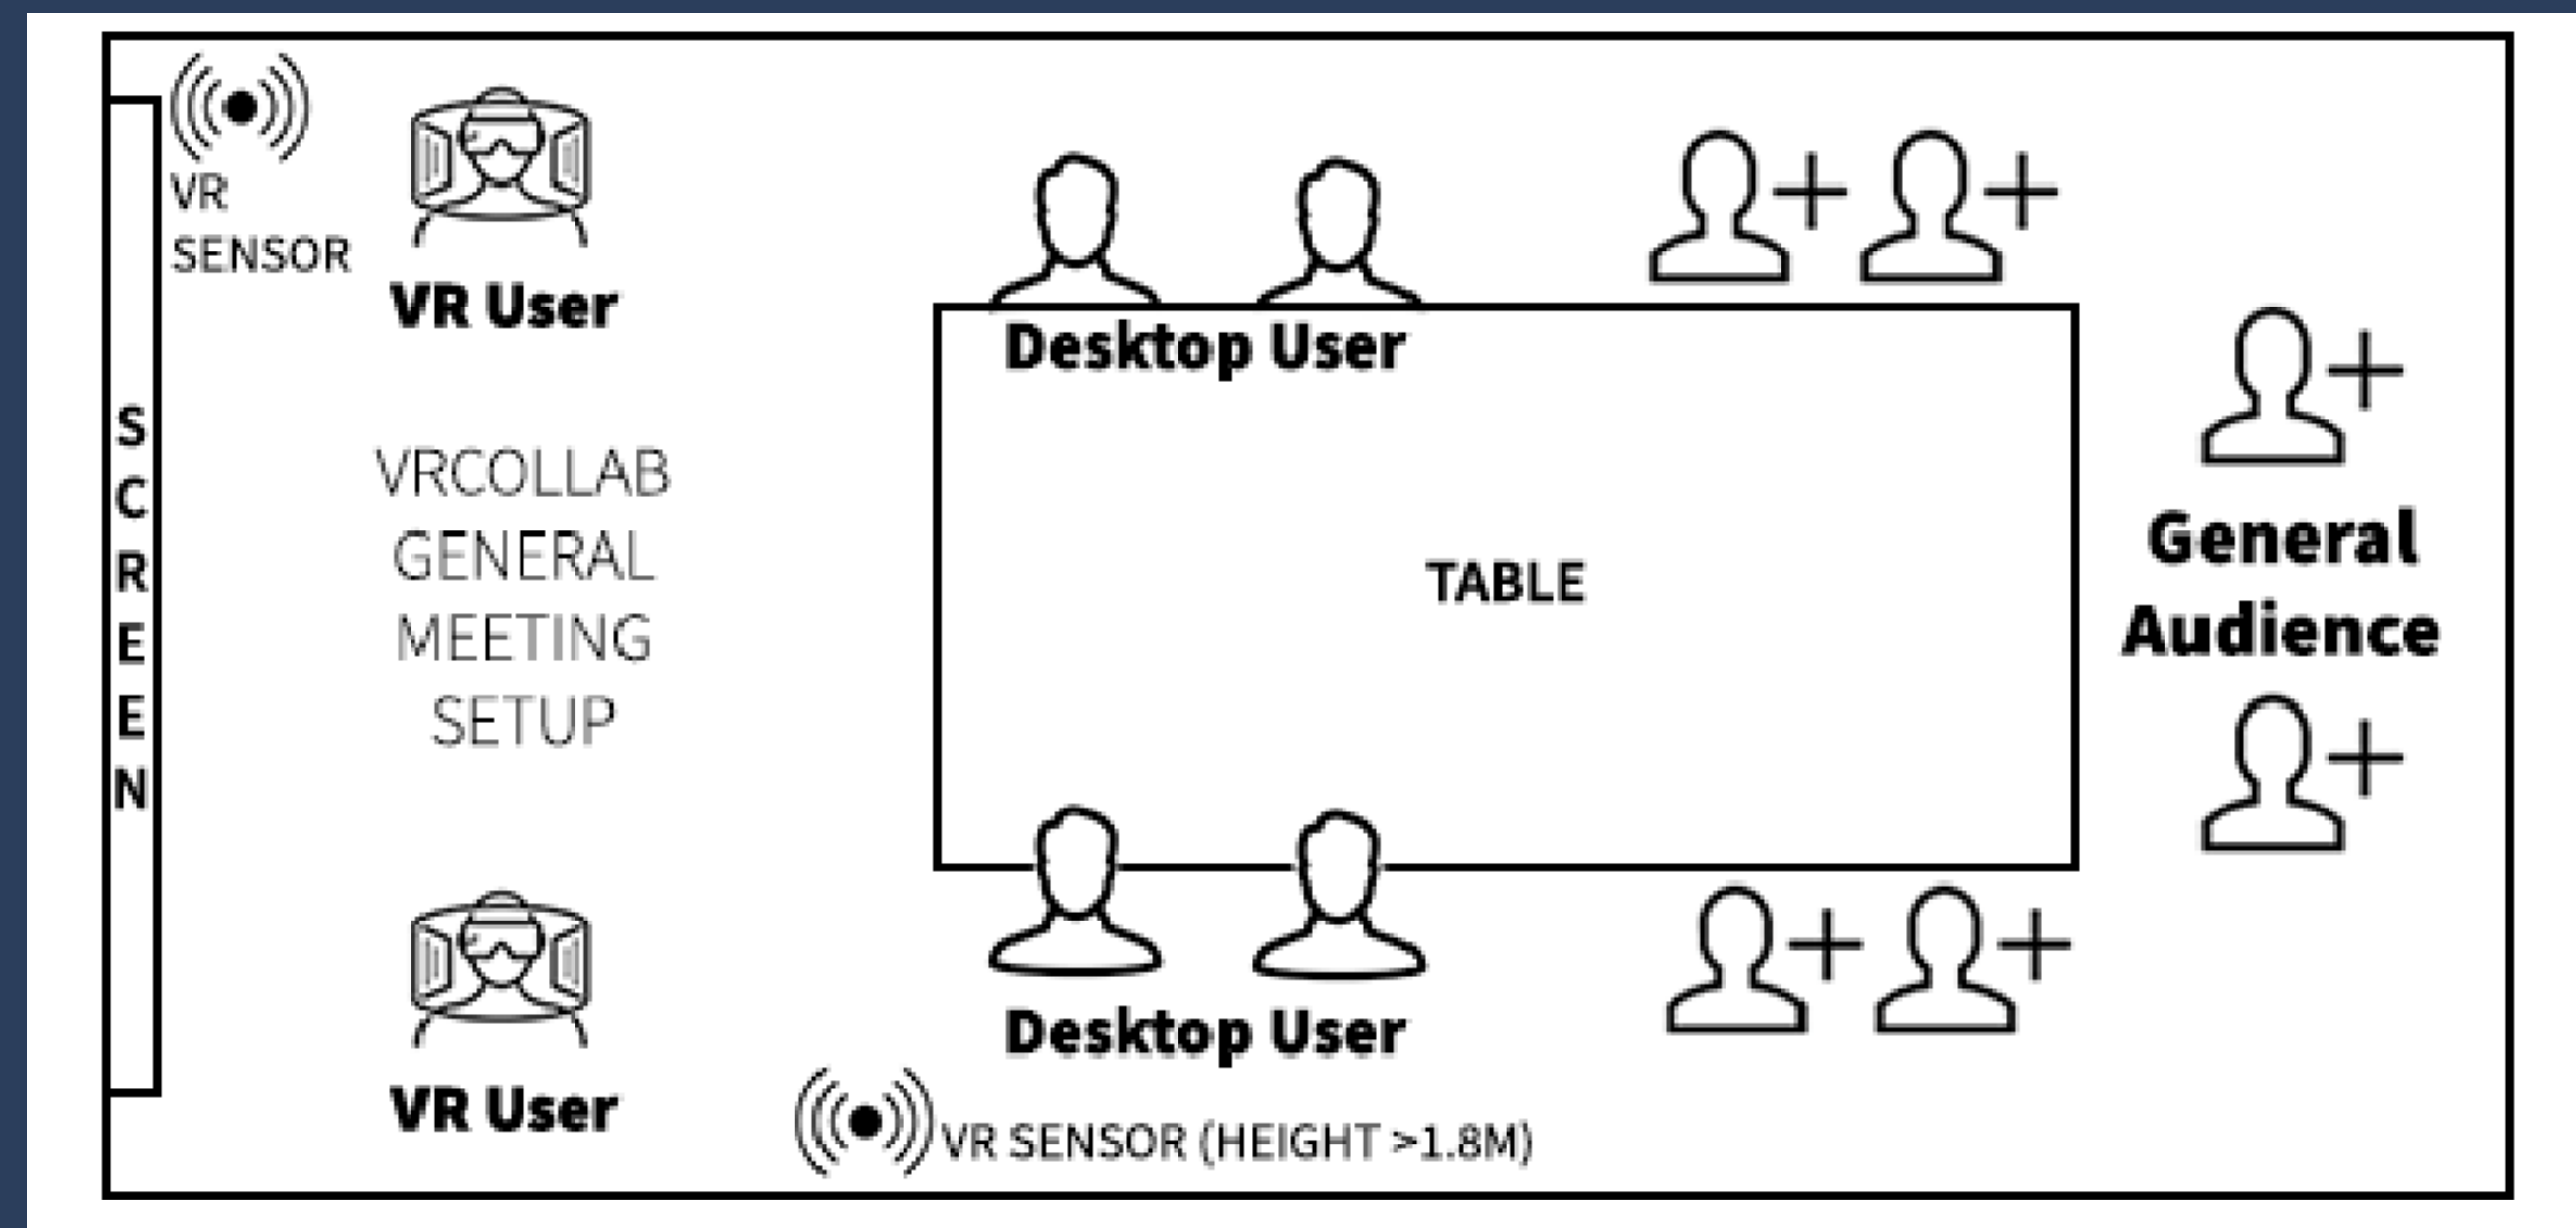 VR
SENSOR
VR User
Desktop User
SCREEN
VRCOLLAB
GENERAL
MEETING
SETUP
TABLE
General
Audience
VR User
Desktop User
VR SENSOR (HEIGHT >1.8M)